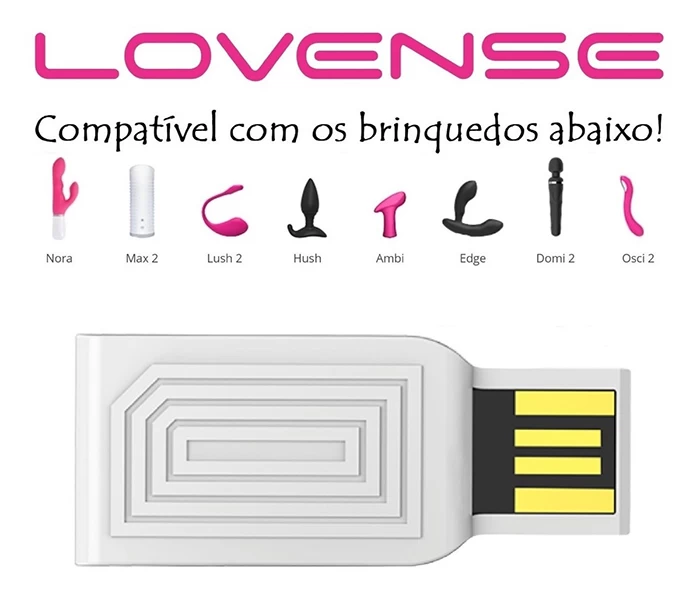 LOVENSE
Compatível com os brinquedos abaixo!
Nora Max 2 Lush 2 Hush Ambi Edge Domi 2 Osci 2